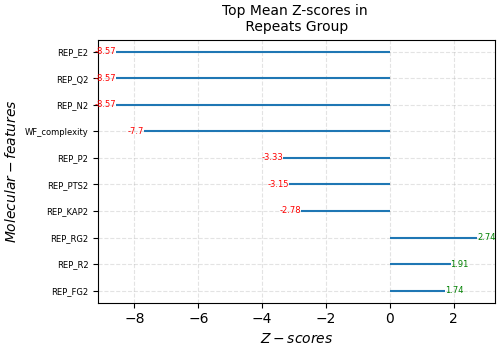 Top Mean Z-scores in
Repeats Group
REP_E2
-8.57
REP_Q2
-8.57
REP_N2
-8.57
WF_complexity
-7.7
REP_P2
-3.33
REP_PTS2
-3.15
REP_KAP2
-2.78
REP_RG2
2.74
REP_R2
1.91
REP_FG2
1.74
Molecular − features
−8 −6 −4 −2 0 2
Z − scores